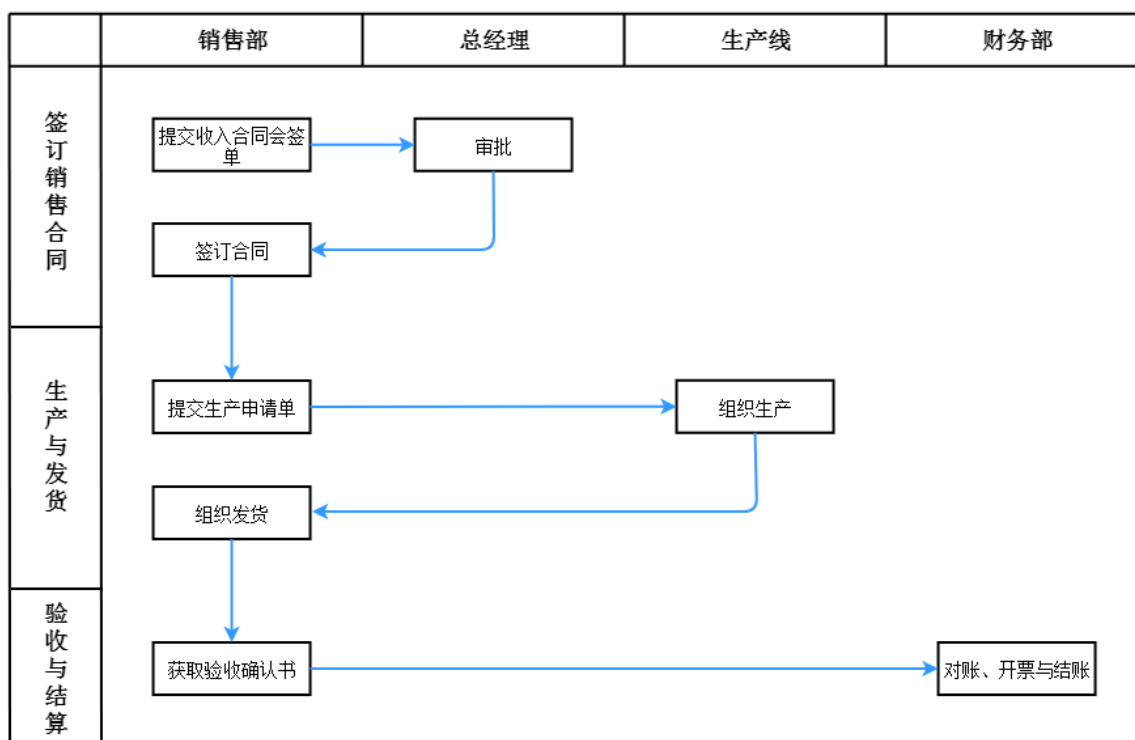 销售部
总经理
生产线
财务部
签订销售合同
提交收入合同会签
单
审批
签订合同
生产与发货
提交生产申请单
组织生产
组织发货
验收与结算
获取验收确认书
对账、开票与结账